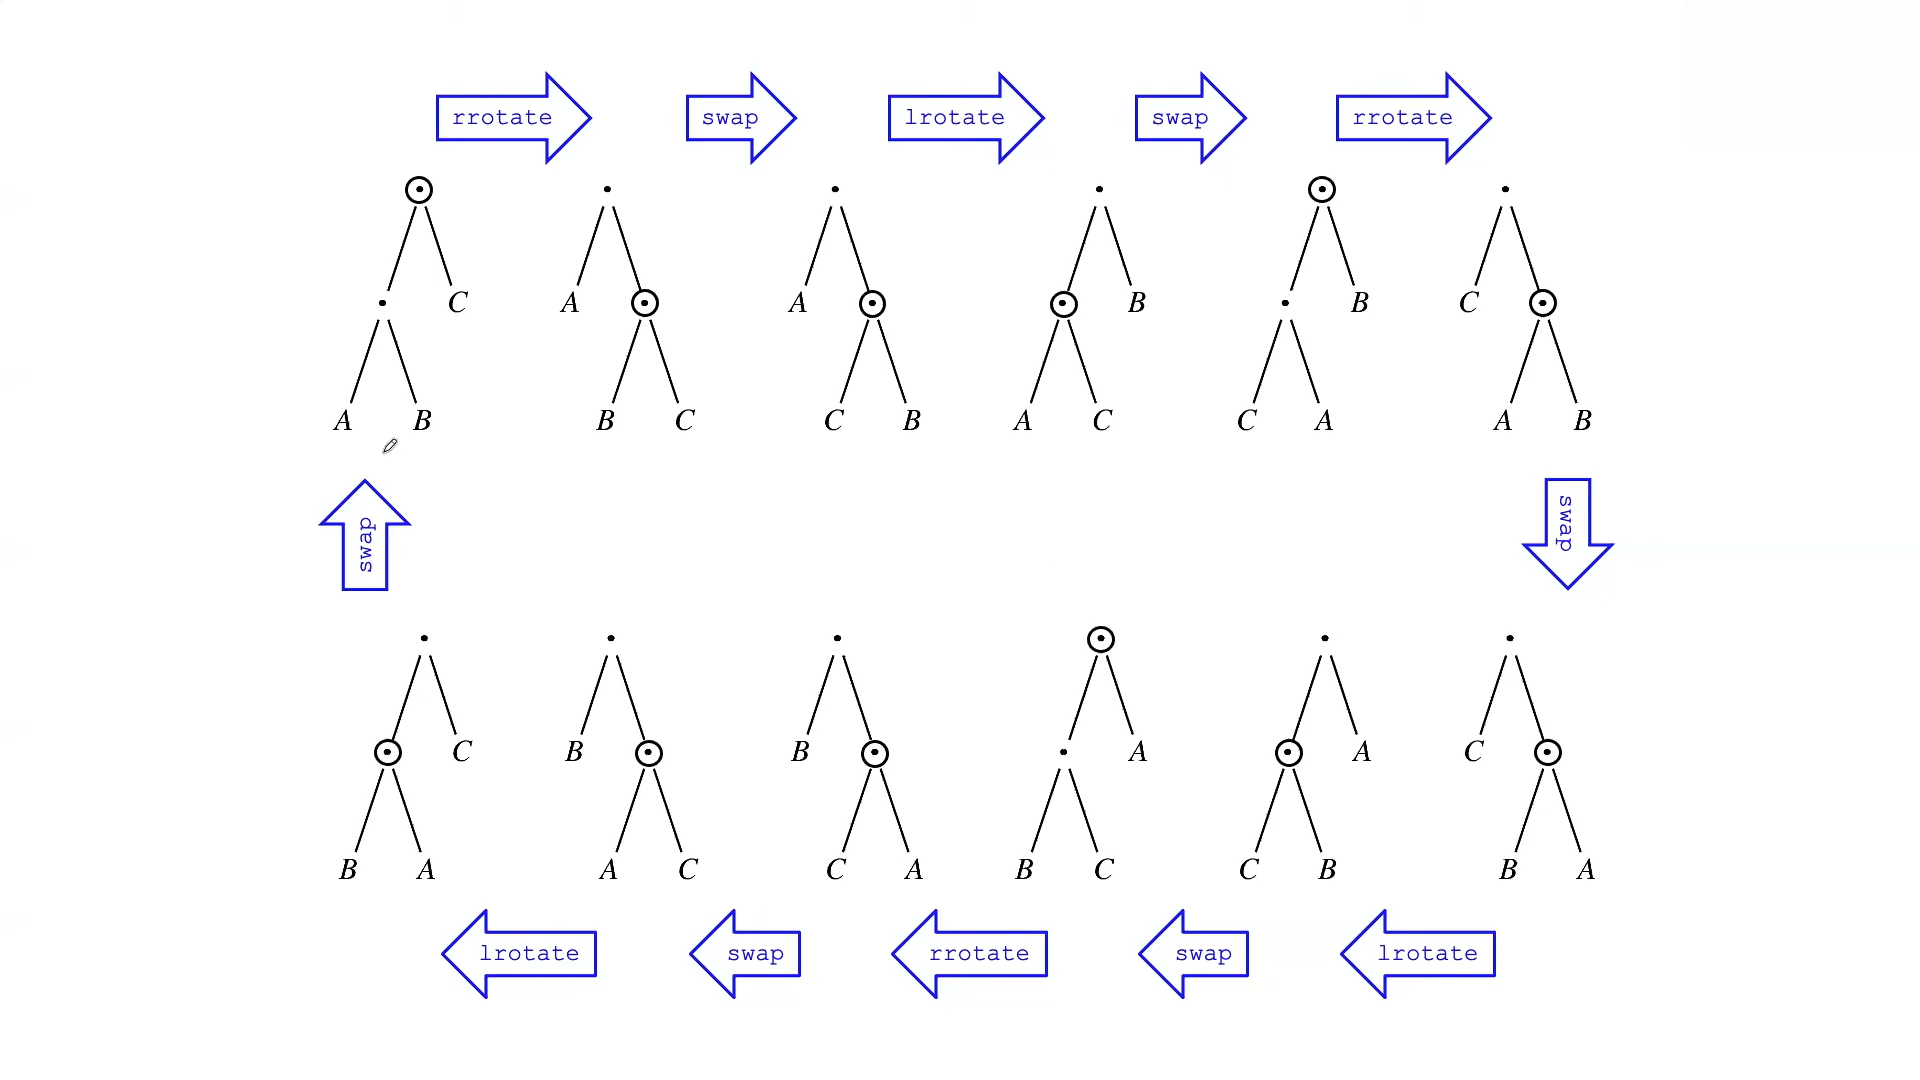 rrotate swap lrotate swap rrotate
C A A B B C
A B B C C B A C C A A B
swap swap
C B B A A C
B A A C C A B C C B B A
lrotate swap rrotate swap lrotate